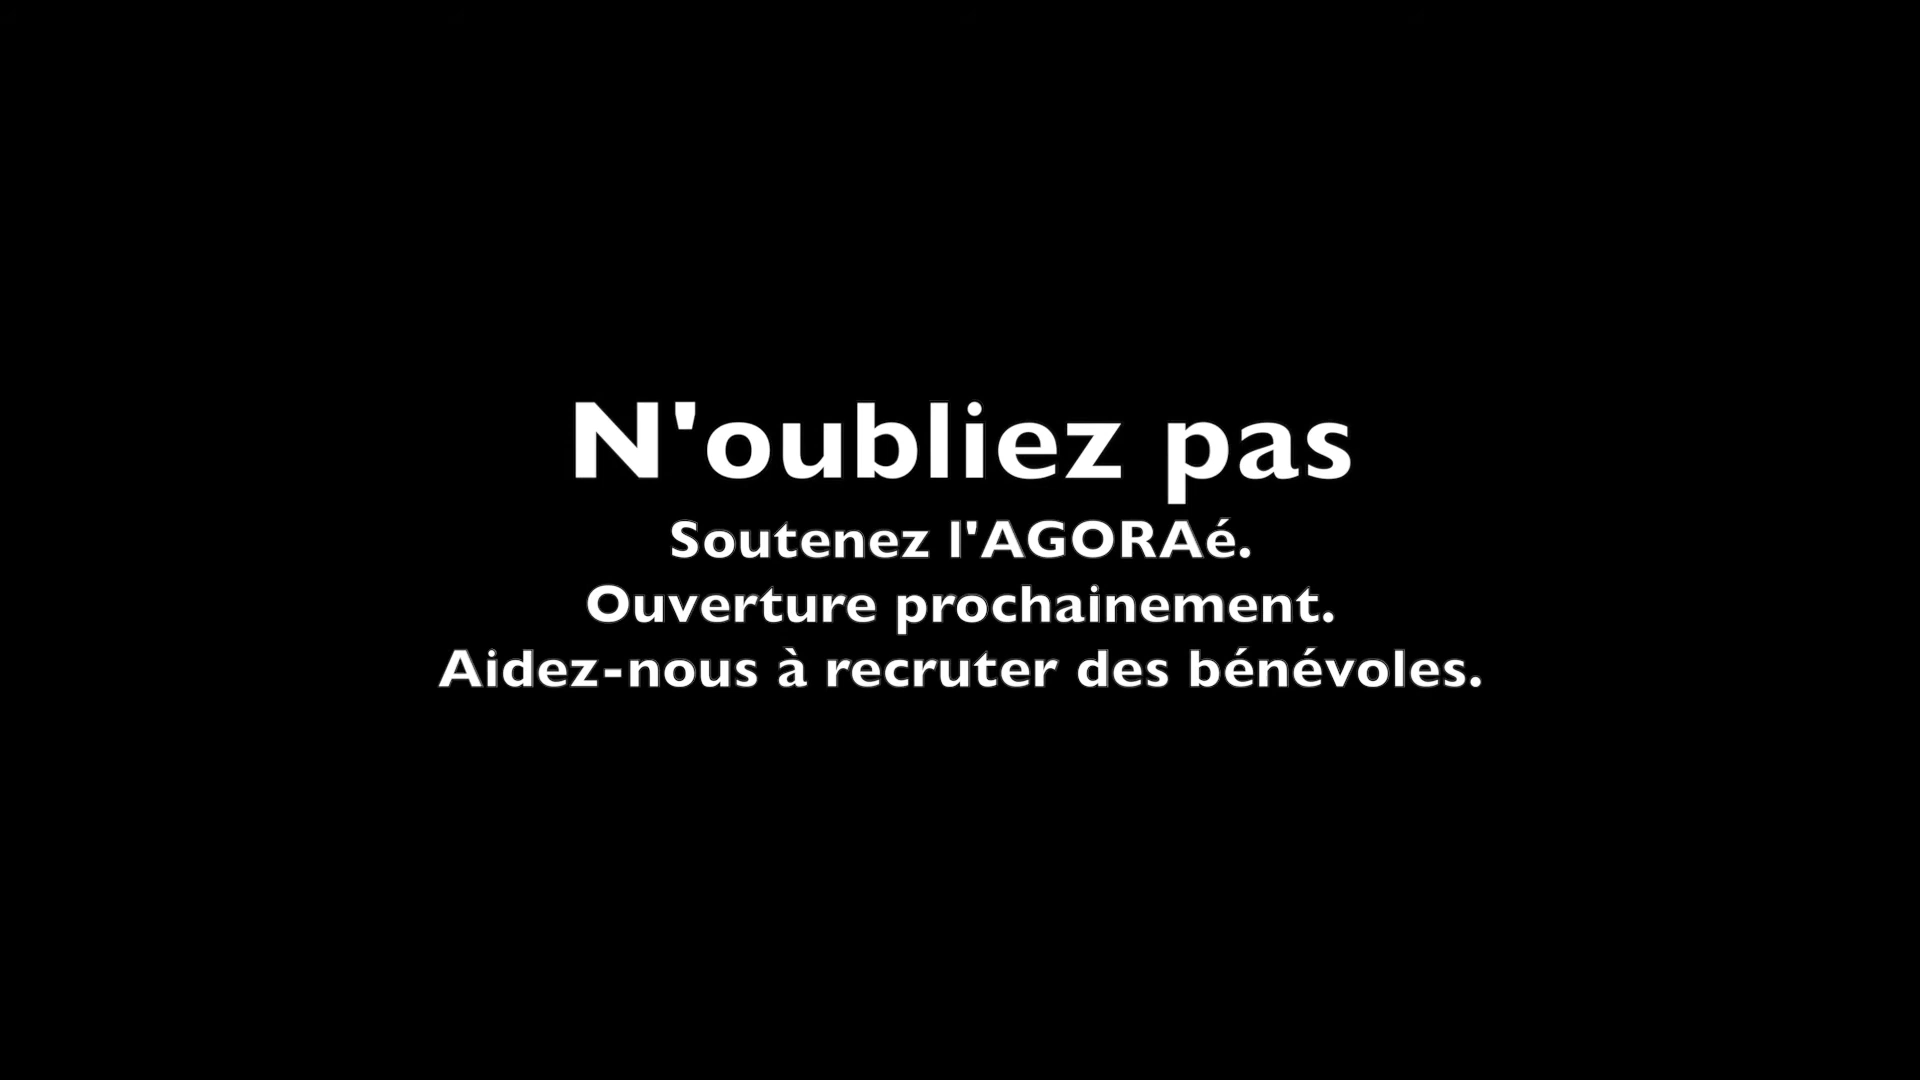 N'oubliez pas
Soutenez l'AGORAé.
Ouverture prochainement.
Aidez-nous à recruter des bénévoles.